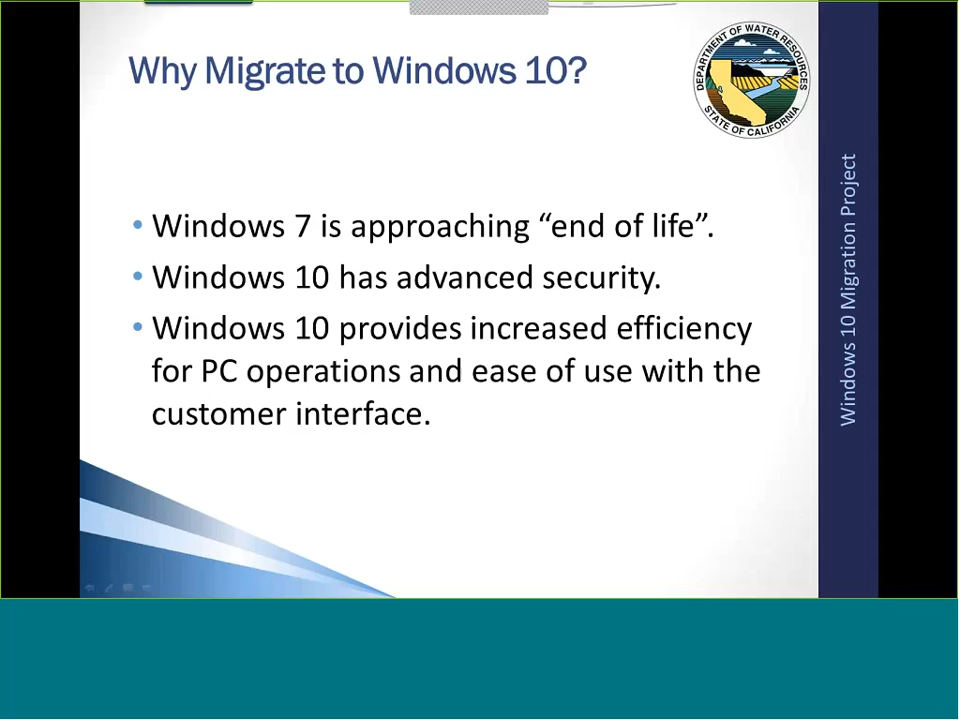 Why Migrate to Windows 10?
DEPARTMENT OF WATER RESOURCES
STATE OF CALIFORNIA
• Windows 7 is approaching “end of life”.
• Windows 10 has advanced security.
• Windows 10 provides increased efficiency
for PC operations and ease of use with the
customer interface.
Windows 10 Migration Project